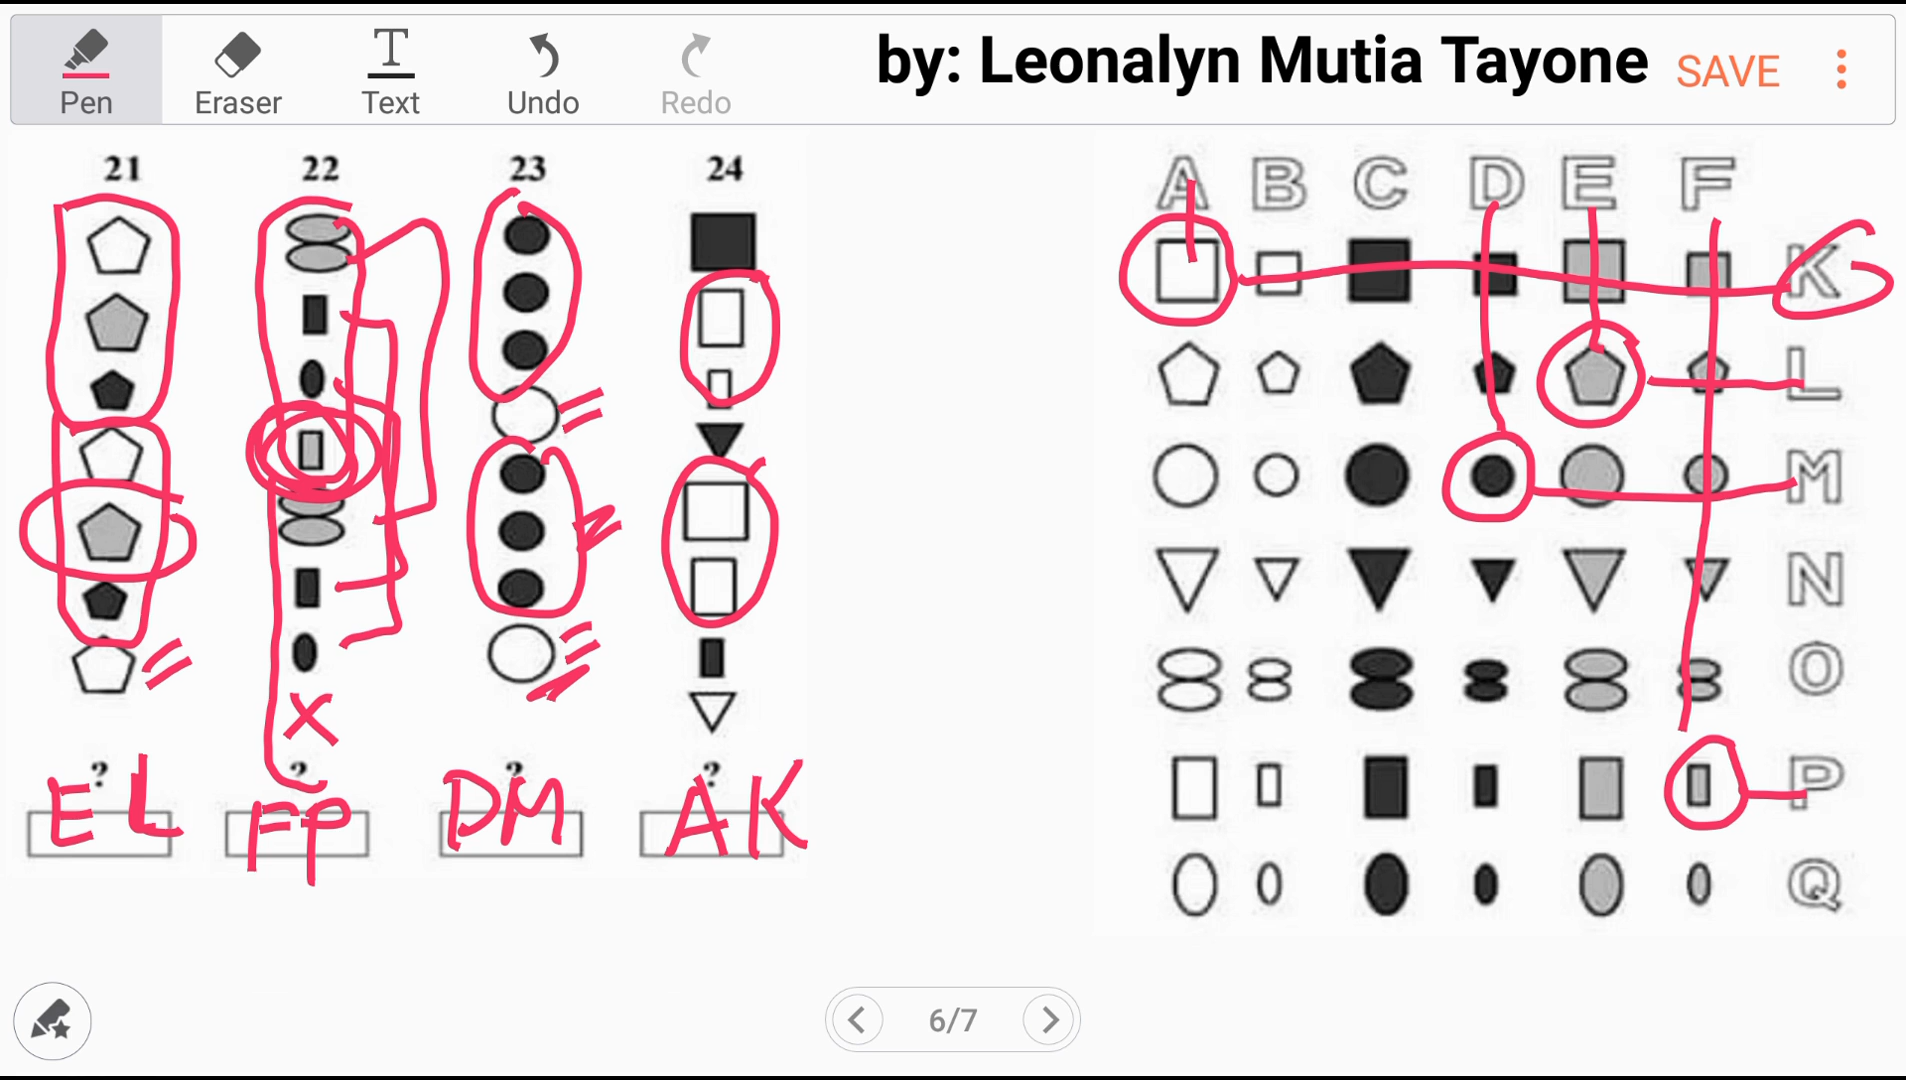 by: Leonalyn Mutia Tayone
SAVE
Pen
Eraser
Text
Undo
Redo
21 22 23 24
A B C D E F
K
L
M
N
O
P
Q
X
? ? ? ?
EL FP DM AK
6/7